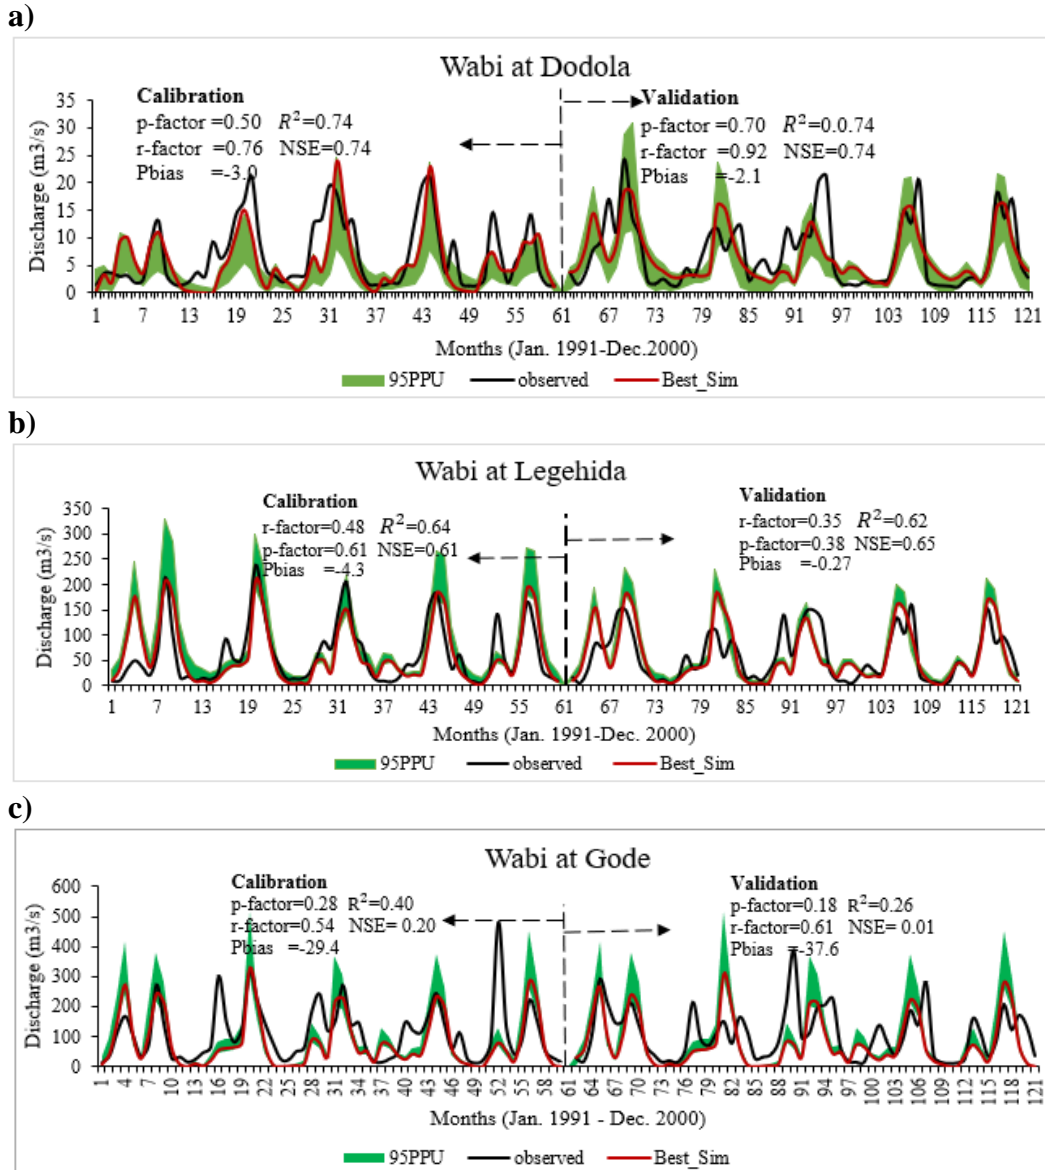 a)
Wabi at Dodola
Calibration
p-factor =0.50 R²=0.74
r-factor =0.76 NSE=0.74
Pbias =-3.0
Validation
p-factor =0.70 R²=0.0.74
r-factor =0.92 NSE=0.74
Pbias =-2.1
Discharge (m3/s)
35
30
25
20
15
10
5
0
1 7 13 19 25 31 37 43 49 55 61 67 73 79 85 91 97 103 109 115 121
Months (Jan. 1991-Dec.2000)
95PPU observed Best_Sim
b)
Wabi at Legehida
Calibration
r-factor=0.48 R²=0.64
p-factor=0.61 NSE=0.61
Pbias =-4.3
Validation
r-factor=0.35 R²=0.62
p-factor=0.38 NSE=0.65
Pbias =-0.27
Discharge (m3/s)
350
300
250
200
150
100
50
0
1 7 13 19 25 31 37 43 49 55 61 67 73 79 85 91 97 103 109 115 121
Months (Jan. 1991-Dec. 2000)
95PPU observed Best_Sim
c)
Wabi at Gode
Calibration
p-factor=0.28 R²=0.40
r-factor=0.54 NSE= 0.20
Pbias =-29.4
Validation
p-factor=0.18 R²=0.26
r-factor=0.61 NSE= 0.01
Pbias =-37.6
Discharge (m3/s)
600
500
400
300
200
100
0
1 4 7 10 13 16 19 22 25 28 31 34 37 40 43 46 49 52 55 58 61 64 67 70 73 76 79 82 85 88 91 94 97 100 103 106 109 112 115 118 121
Months (Jan. 1991 - Dec. 2000)
95PPU observed Best_Sim